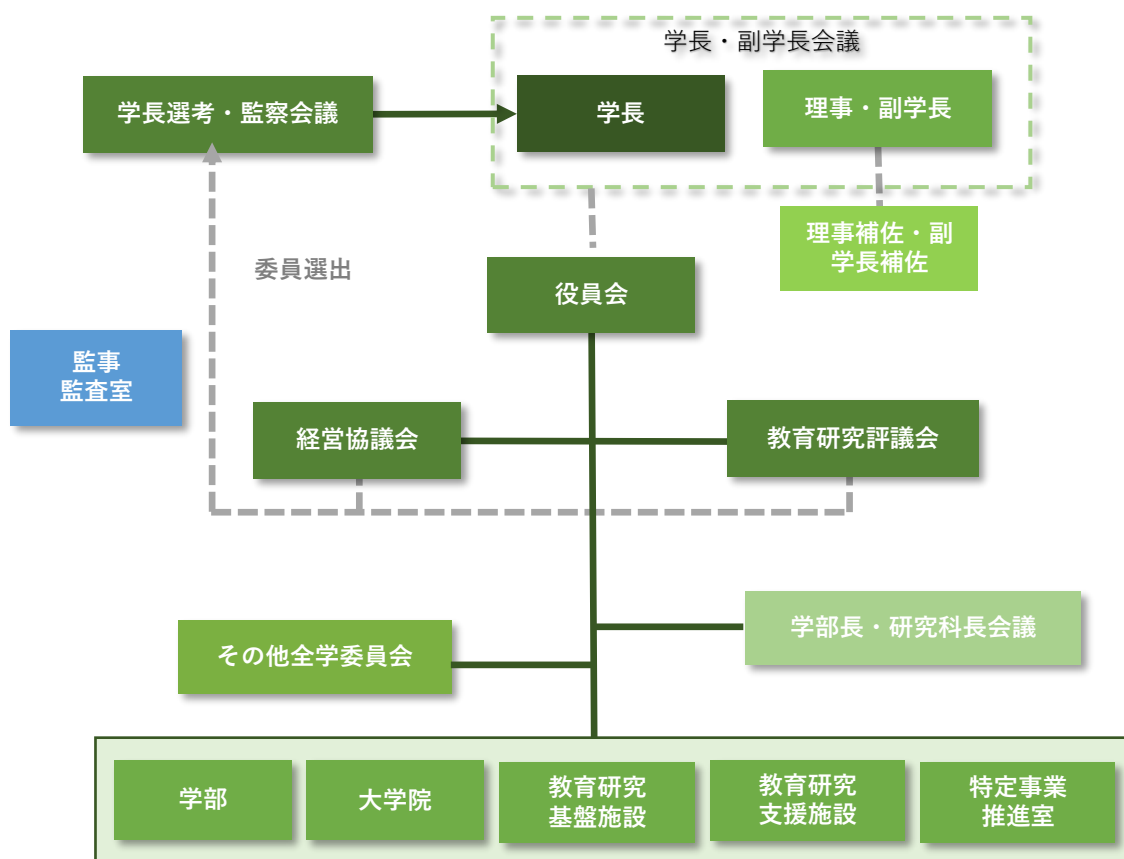 学長・副学長会議
学長選考・監察会議
学長
理事・副学長
理事補佐・副
学長補佐
委員選出
役員会
監事
監査室
経営協議会
教育研究評議会
学部長・研究科長会議
その他全学委員会
学部
大学院
教育研究
基盤施設
教育研究
支援施設
特定事業
推進室